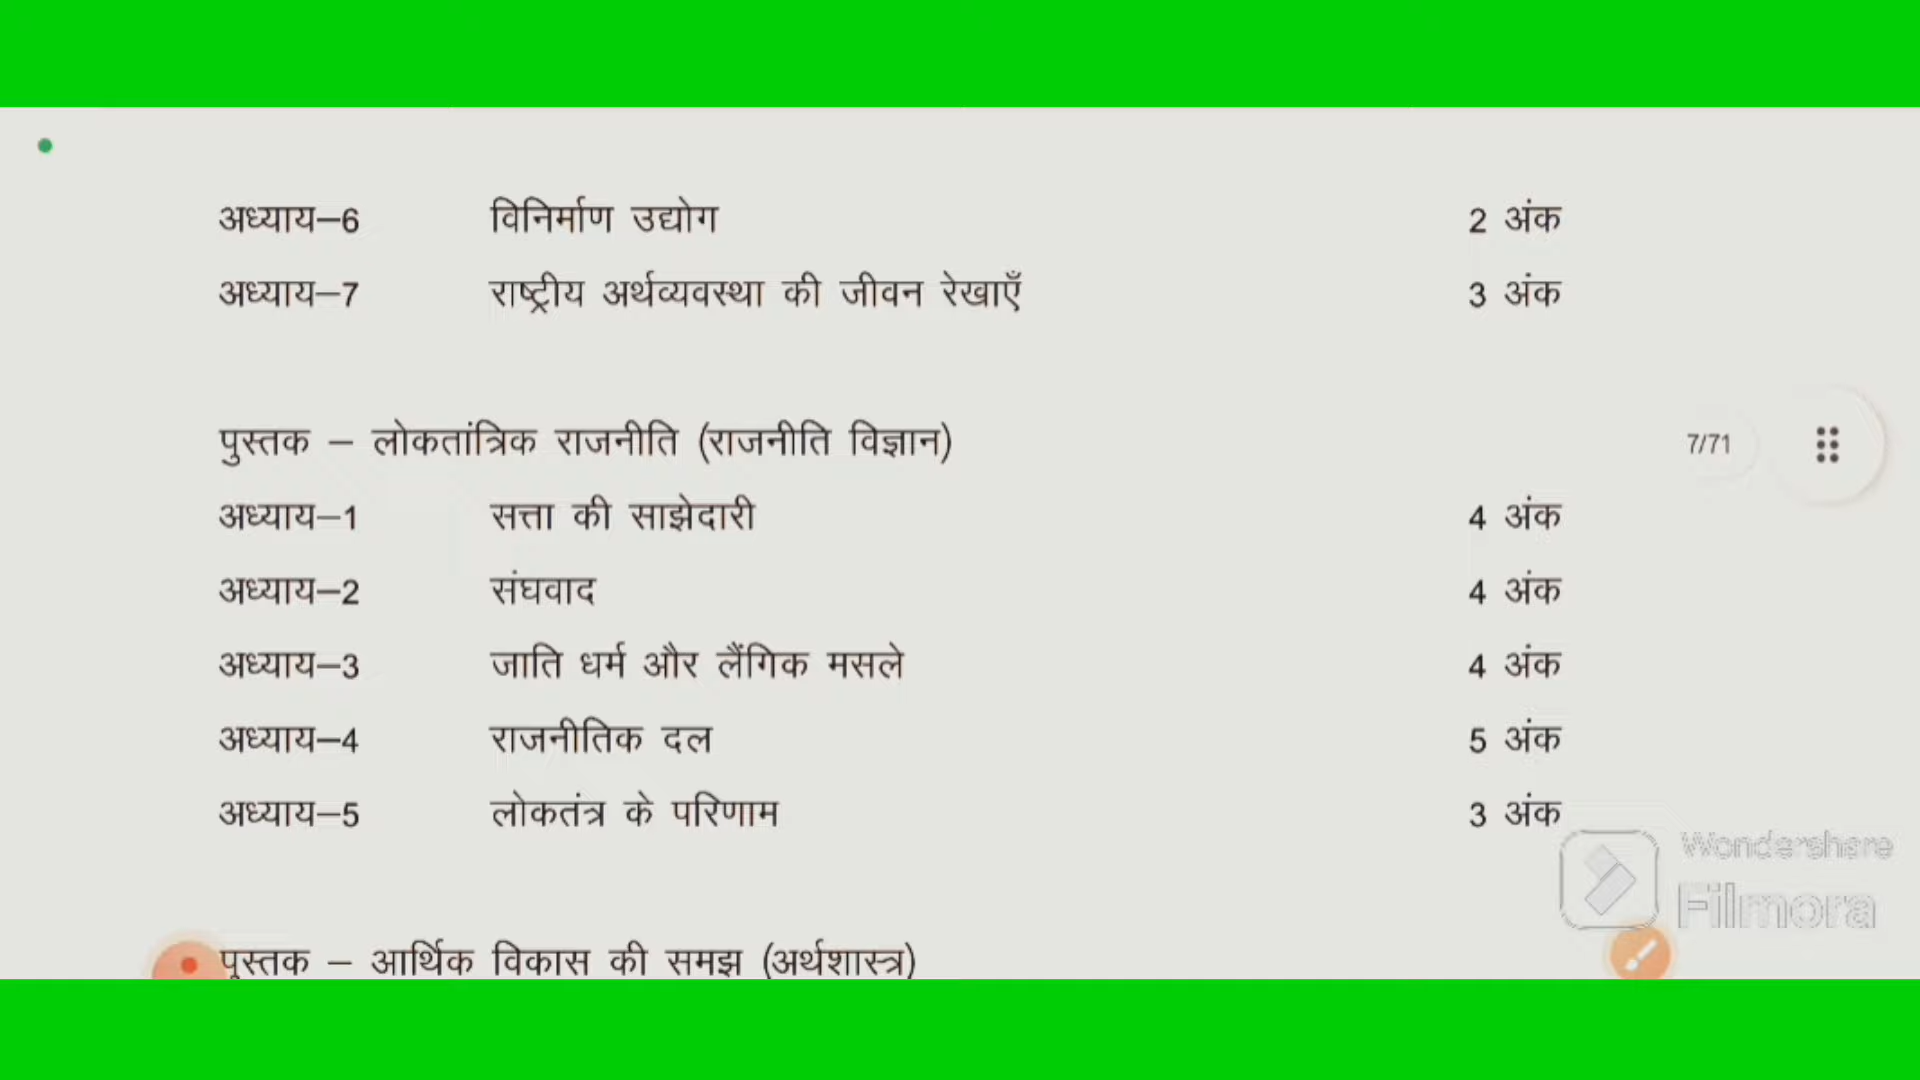 अध्याय–6 विनिर्माण उद्योग 2 अंक
अध्याय–7 राष्ट्रीय अर्थव्यवस्था की जीवन रेखाएँ 3 अंक
पुस्तक – लोकतांत्रिक राजनीति (राजनीति विज्ञान)
7/71
अध्याय–1 सत्ता की साझेदारी 4 अंक
अध्याय–2 संघवाद 4 अंक
अध्याय–3 जाति धर्म और लैंगिक मसले 4 अंक
अध्याय–4 राजनीतिक दल 5 अंक
अध्याय–5 लोकतंत्र के परिणाम 3 अंक
Wondershare
Filmora
पुस्तक – आर्थिक विकास की समझ (अर्थशास्त्र)